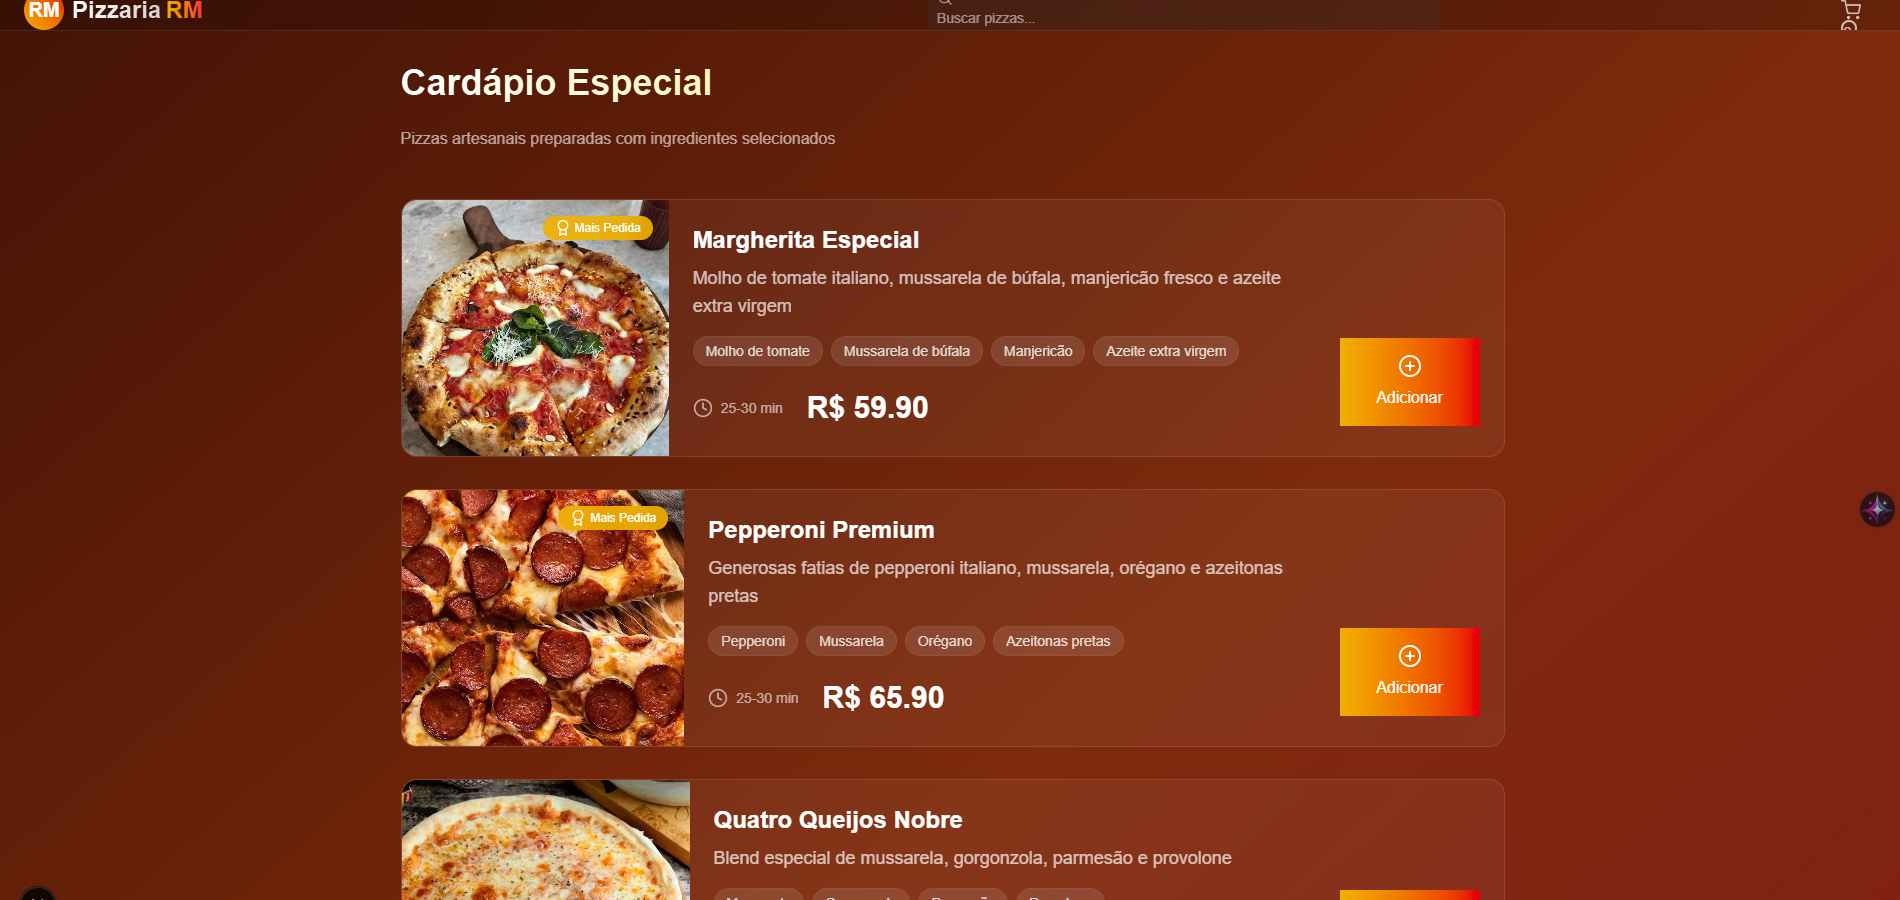 RM Pizzaria RM
Buscar pizzas...
Cardápio Especial
Pizzas artesanais preparadas com ingredientes selecionados
Mais Pedida
Margherita Especial
Molho de tomate italiano, mussarela de búfala, manjericão fresco e azeite
extra virgem
Molho de tomate
Mussarela de búfala
Manjericão
Azeite extra virgem
25-30 min
R$ 59.90
Adicionar
Mais Pedida
Pepperoni Premium
Generosas fatias de pepperoni italiano, mussarela, orégano e azeitonas
pretas
Pepperoni
Mussarela
Orégano
Azeitonas pretas
25-30 min
R$ 65.90
Adicionar
Quatro Queijos Nobre
Blend especial de mussarela, gorgonzola, parmesão e provolone